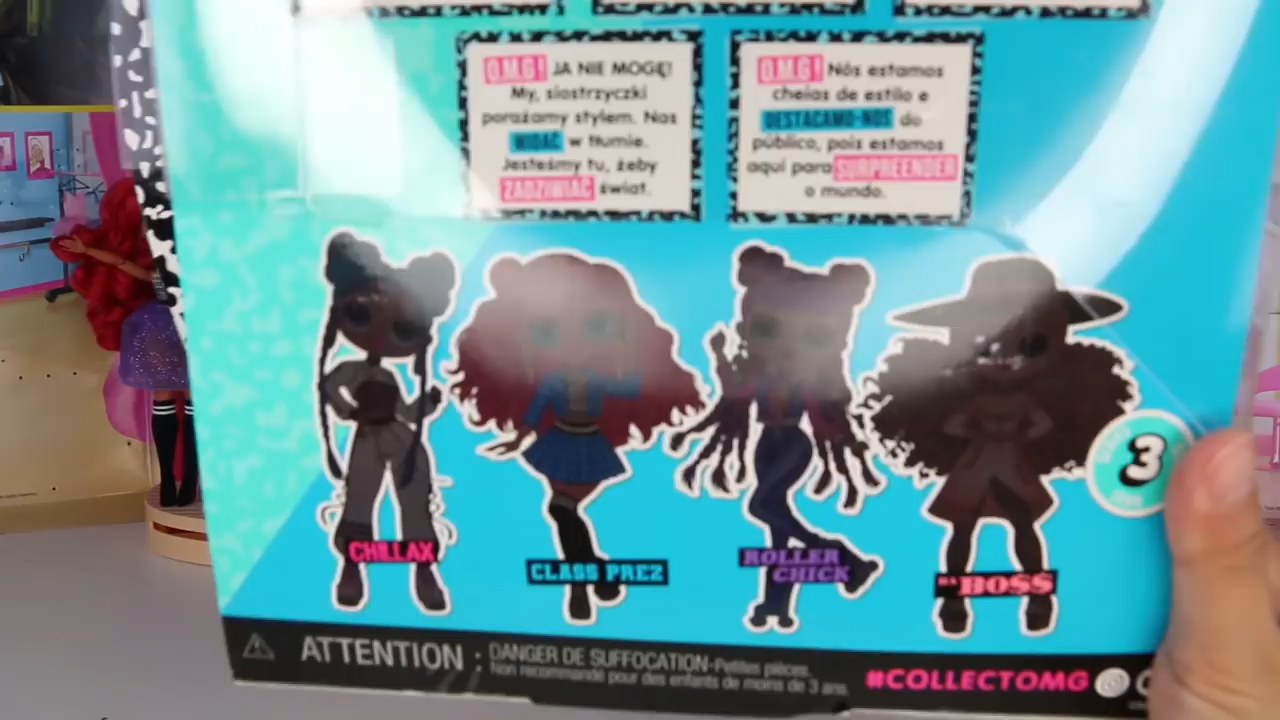 O.M.G! JA NIE MOGĘ!
My, siostrzyczki
porażamy stylem. Nas
WIDAĆ w tłumie.
Jesteśmy tu, żeby
ZADZIWIAĆ świat.
O.M.G! Nós estamos
cheias de estilo e
DESTACAMO-NOS do
público, pois estamos
aqui para SURPREENDER
o mundo.
3
CHILLAX
CLASS PREZ
ROLLER
CHICK
DA BOSS
ATTENTION : DANGER DE SUFFOCATION-Petites pièces.
Non recommandé pour des enfants de moins de 3 ans.
#COLLECTOMG